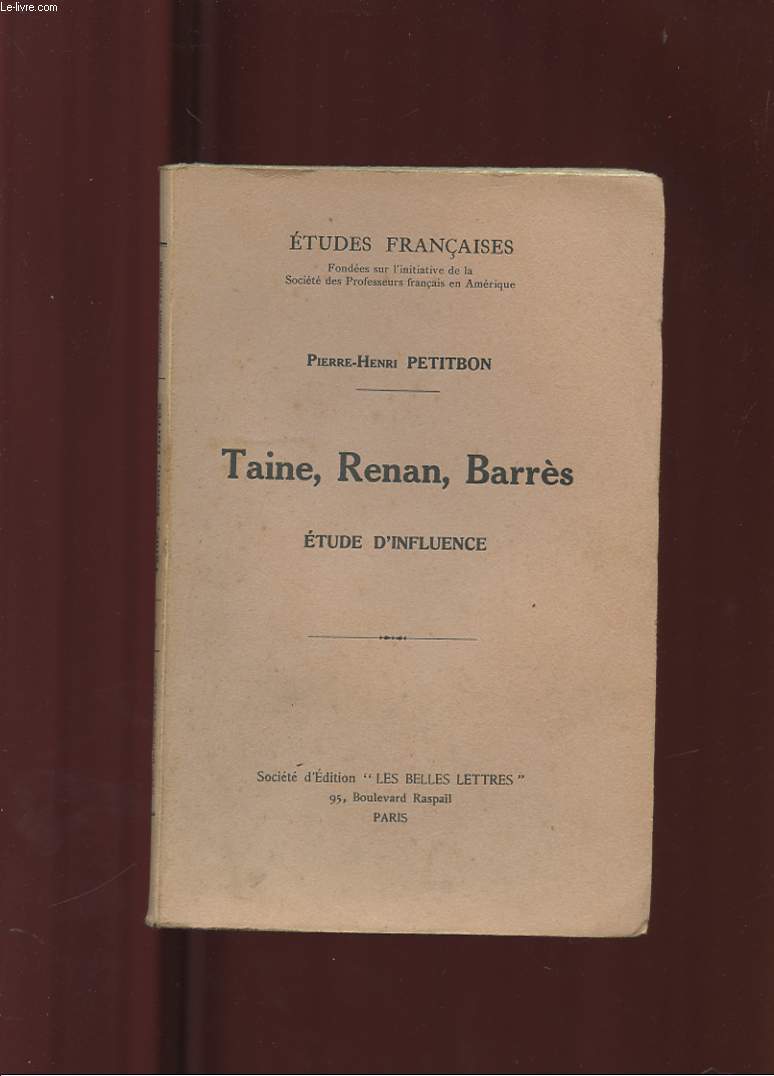 Le-livre.com
ÉTUDES FRANÇAISES
Fondées sur l'initiative de la
Société des Professeurs français en Amérique
PIERRE-HENRI PETITBON
Taine, Renan, Barrès
ÉTUDE D'INFLUENCE
Société d'Édition “ LES BELLES LETTRES ”
95, Boulevard Raspail
PARIS